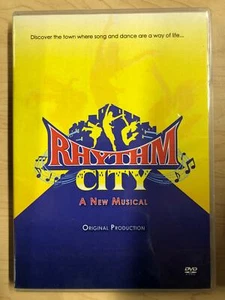 Discover the town where song and dance are a way of life...
RHYTHM
CITY
A NEW MUSICAL
ORIGINAL PRODUCTION
DVD